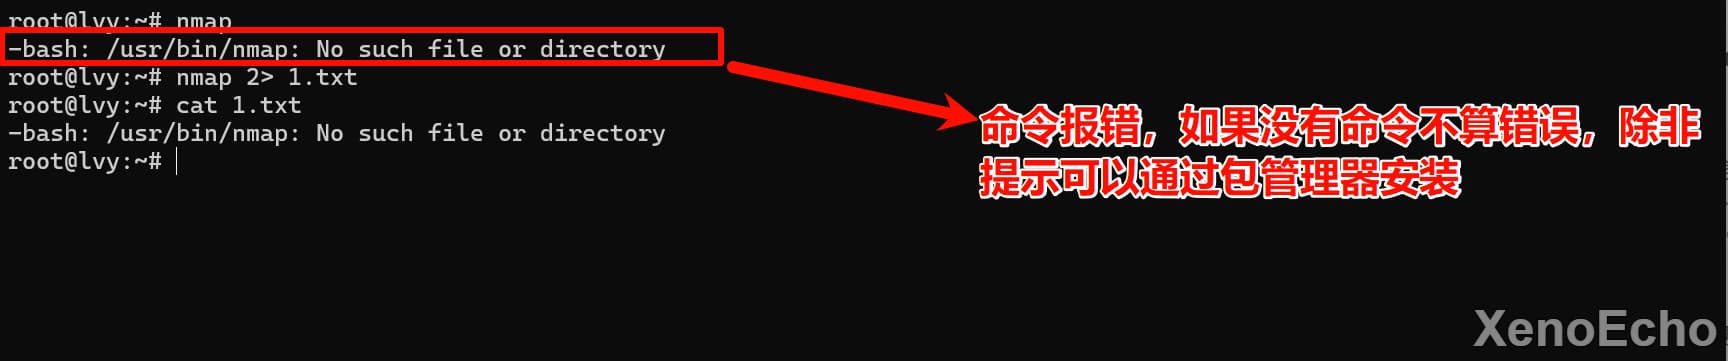 root@lvy:~# nmap
-bash: /usr/bin/nmap: No such file or directory
root@lvy:~# nmap 2> 1.txt
root@lvy:~# cat 1.txt
-bash: /usr/bin/nmap: No such file or directory
root@lvy:~#
命令报错，如果没有命令不算错误，除非
提示可以通过包管理器安装
XenoEcho